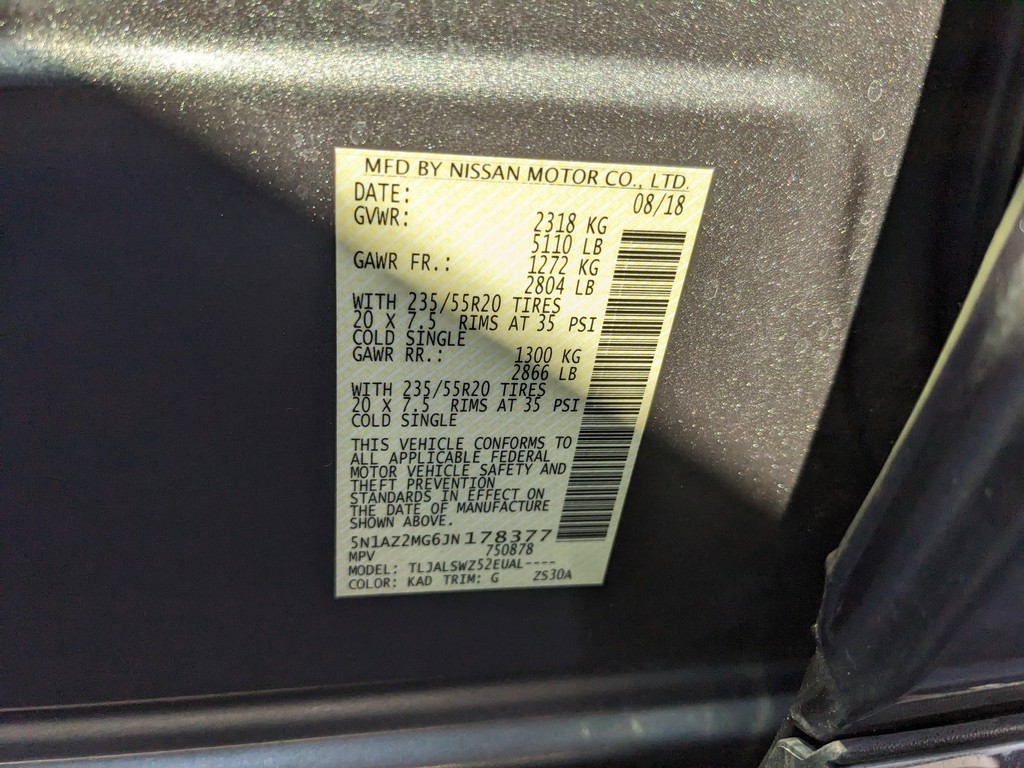 MFD BY NISSAN MOTOR CO., LTD.
DATE: 08/18
GVWR: 2318 KG
5110 LB
GAWR FR.: 1272 KG
2804 LB
WITH 235/55R20 TIRES
20 X 7.5 RIMS AT 35 PSI
COLD SINGLE
GAWR RR.: 1300 KG
2866 LB
WITH 235/55R20 TIRES
20 X 7.5 RIMS AT 35 PSI
COLD SINGLE
THIS VEHICLE CONFORMS TO
ALL APPLICABLE FEDERAL
MOTOR VEHICLE SAFETY AND
THEFT PREVENTION
STANDARDS IN EFFECT ON
THE DATE OF MANUFACTURE
SHOWN ABOVE.
5N1AZ2MG6JN178377
MPV 750878
MODEL: TLJALSWZ52EUAL----
COLOR: KAD TRIM: G ZS30A